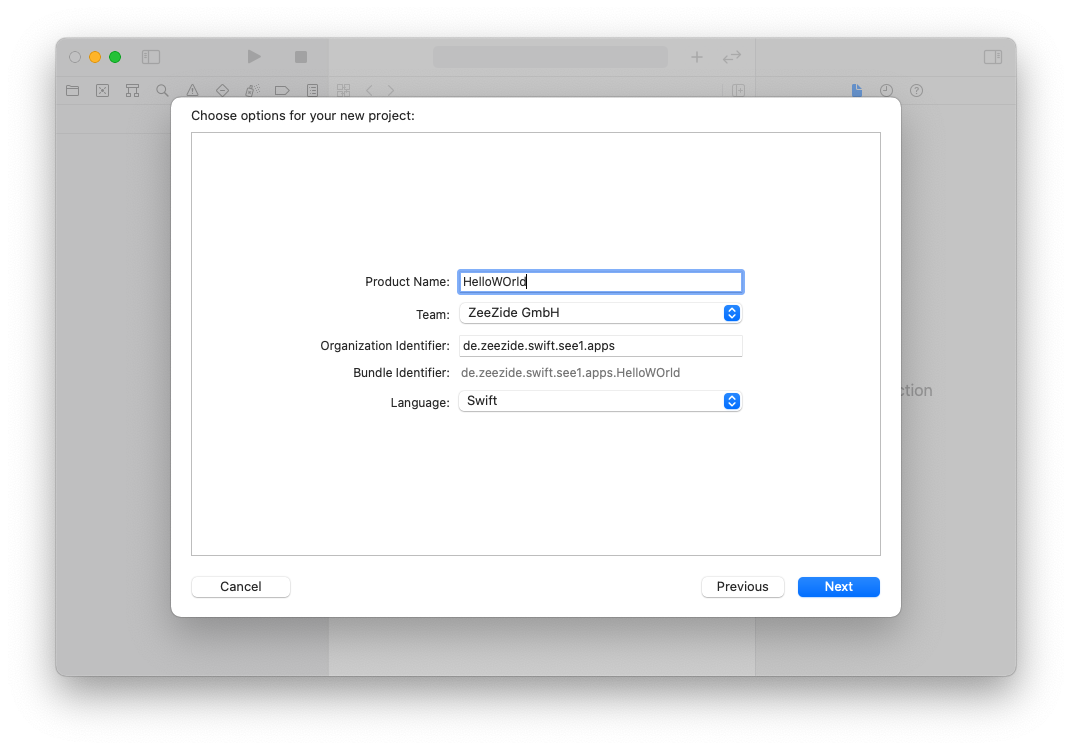 Choose options for your new project:
Product Name: HelloWOrld
Team: ZeeZide GmbH
Organization Identifier: de.zeezide.swift.see1.apps
Bundle Identifier: de.zeezide.swift.see1.apps.HelloWOrld
Language: Swift
ction
Cancel Previous Next